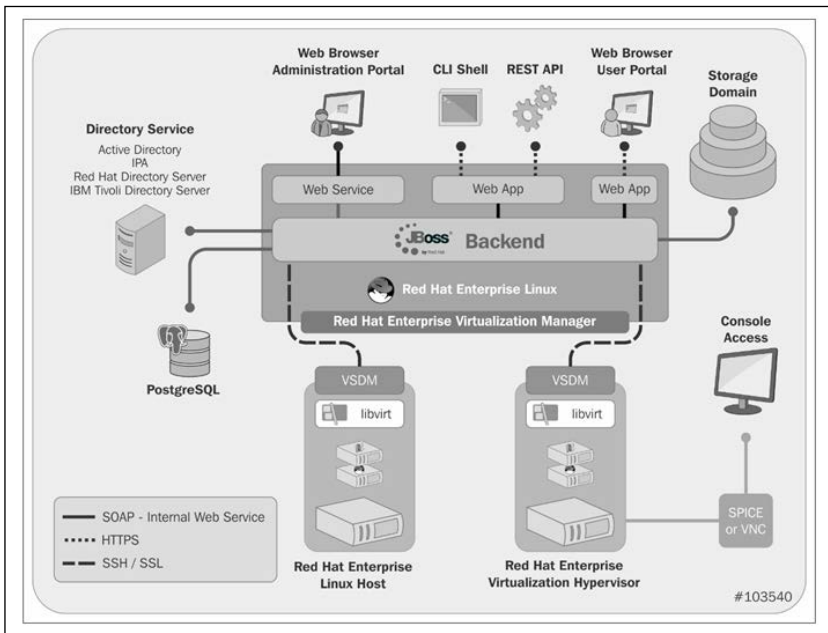 Web Browser
Administration Portal
CLI Shell
REST API
Web Browser
User Portal
Storage
Domain
Directory Service
Active Directory
IPA
Red Hat Directory Server
IBM Tivoli Directory Server
Web Service
Web App
Web App
JBoss
by Red Hat
Backend
Red Hat Enterprise Linux
Red Hat Enterprise Virtualization Manager
PostgreSQL
Console
Access
VSDM
libvirt
VSDM
libvirt
SPICE
or VNC
SOAP - Internal Web Service
HTTPS
SSH / SSL
Red Hat Enterprise
Linux Host
Red Hat Enterprise
Virtualization Hypervisor
#103540